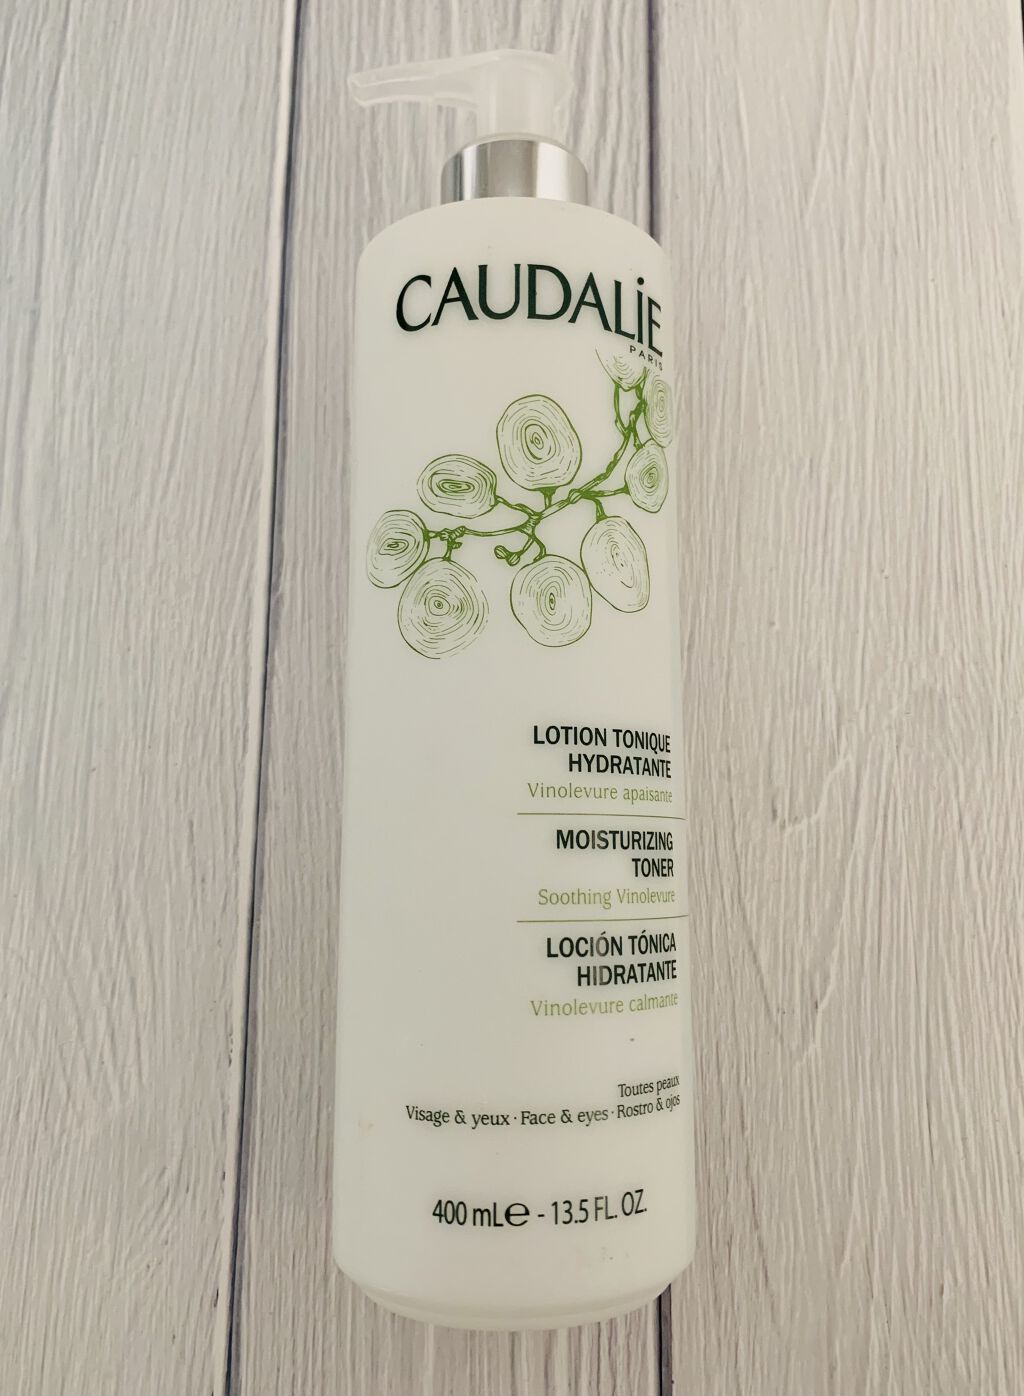 CAUDALİE
PARIS
LOTION TONIQUE
HYDRATANTE
Vinolevure apaisante
MOISTURIZING
TONER
Soothing Vinolevure
LOCIÓN TÓNICA
HIDRATANTE
Vinolevure calmante
Toutes peaux
Visage & yeux · Face & eyes · Rostro & ojos
400 mL℮ - 13.5 FL. OZ.